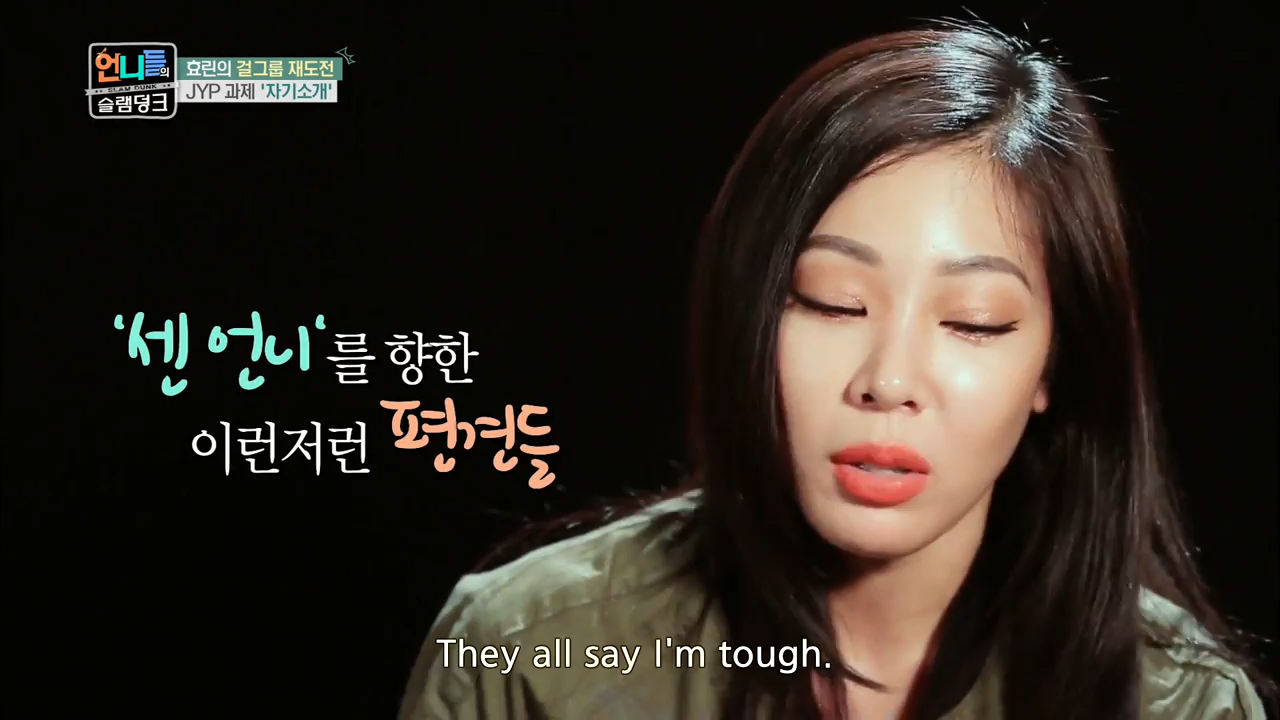 언니들의
SLAM DUNK
슬램덩크
효린의 걸그룹 재도전
JYP 과제 '자기소개'
'센 언니'를 향한
이런저런 편견들
They all say I'm tough.